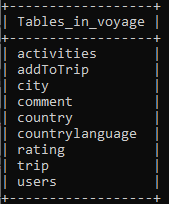 +------------------+
| Tables_in_voyage |
+------------------+
| activities       |
| addToTrip        |
| city             |
| comment          |
| country          |
| countrylanguage  |
| rating           |
| trip             |
| users            |
+------------------+